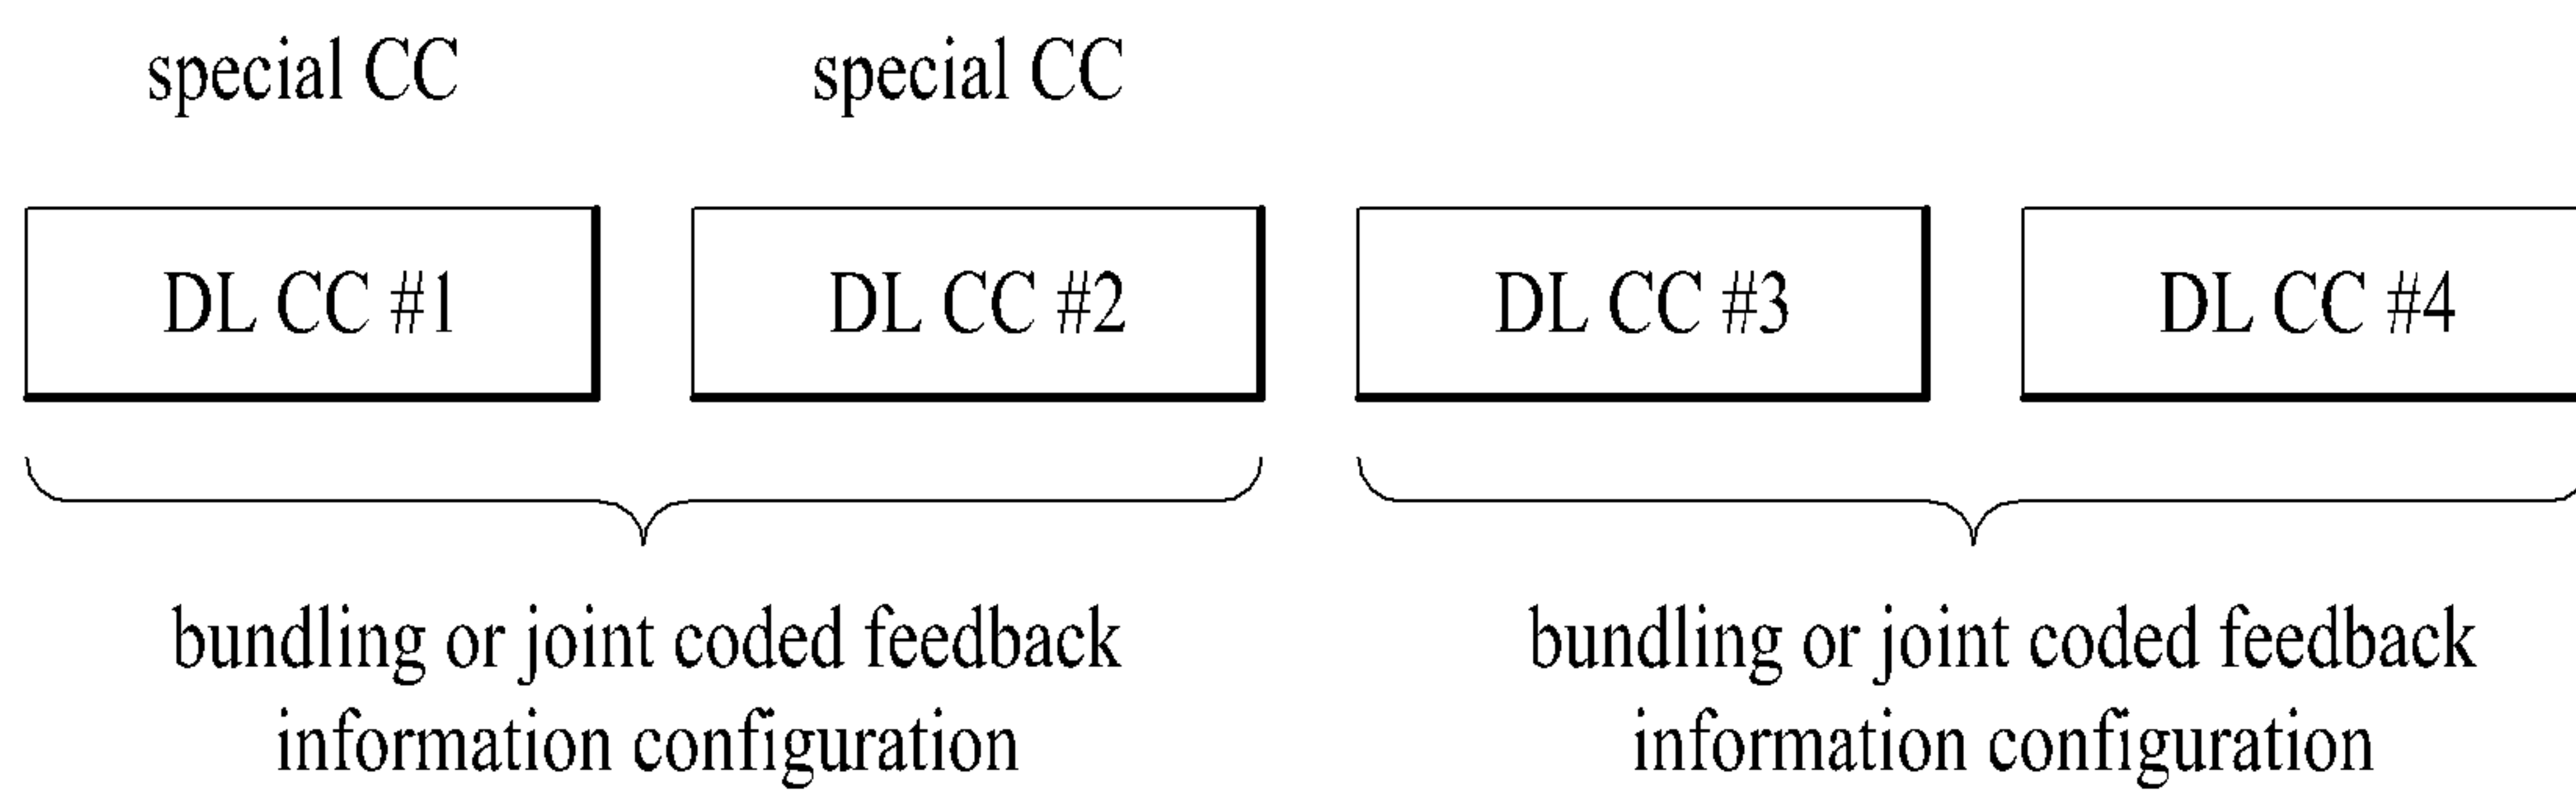 special CC special CC
DL CC #1 DL CC #2 DL CC #3 DL CC #4
bundling or joint coded feedback
information configuration
bundling or joint coded feedback
information configuration